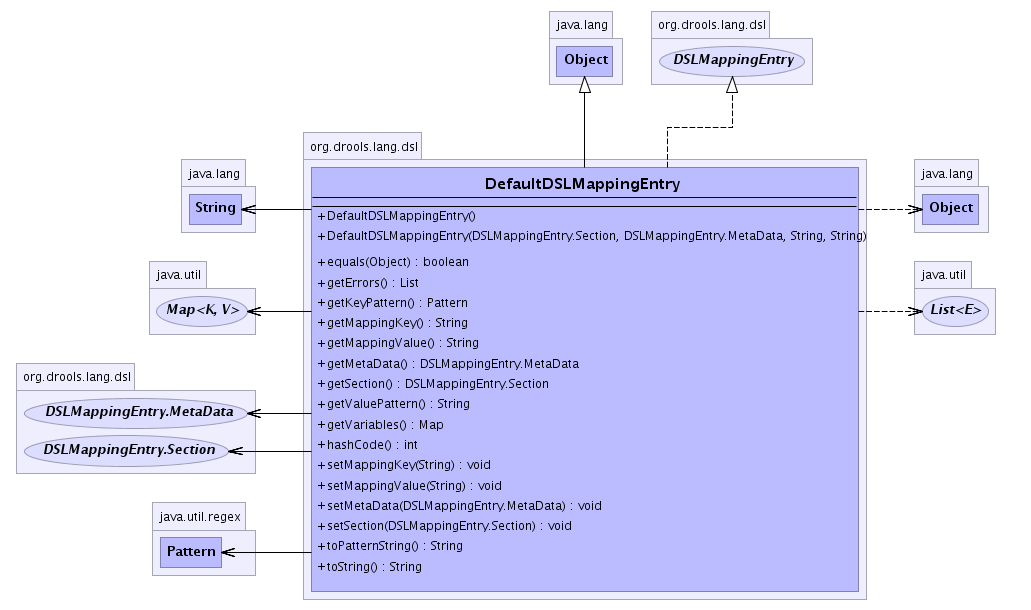 java.lang
Object
org.drools.lang.dsl
DSLMappingEntry
org.drools.lang.dsl
DefaultDSLMappingEntry
+DefaultDSLMappingEntry()
+DefaultDSLMappingEntry(DSLMappingEntry.Section, DSLMappingEntry.MetaData, String, String)
+equals(Object) : boolean
+getErrors() : List
+getKeyPattern() : Pattern
+getMappingKey() : String
+getMappingValue() : String
+getMetaData() : DSLMappingEntry.MetaData
+getSection() : DSLMappingEntry.Section
+getValuePattern() : String
+getVariables() : Map
+hashCode() : int
+setMappingKey(String) : void
+setMappingValue(String) : void
+setMetaData(DSLMappingEntry.MetaData) : void
+setSection(DSLMappingEntry.Section) : void
+toPatternString() : String
+toString() : String
java.lang
String
java.util
Map<K, V>
org.drools.lang.dsl
DSLMappingEntry.MetaData
DSLMappingEntry.Section
java.util.regex
Pattern
java.lang
Object
java.util
List<E>